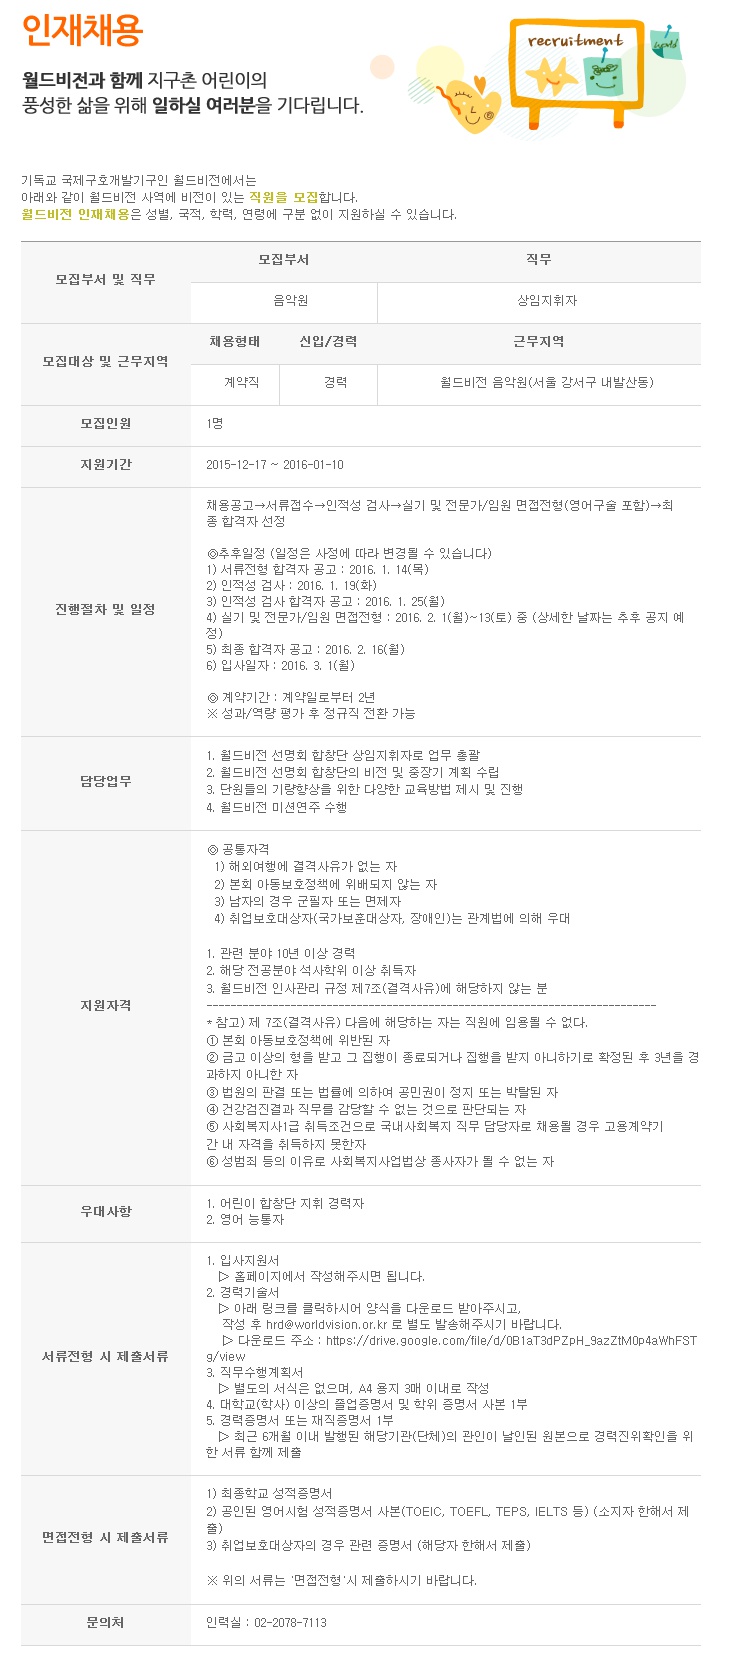 인재채용
recruitment
world
월드비전과 함께 지구촌 어린이의
풍성한 삶을 위해 일하실 여러분을 기다립니다.
기독교 국제구호개발기구인 월드비전에서는
아래와 같이 월드비전 사역에 비전이 있는 직원을 모집합니다.
월드비전 인재채용은 성별, 국적, 학력, 연령에 구분 없이 지원하실 수 있습니다.
모집부서 및 직무
모집부서 직무
음악원 상임지휘자
모집대상 및 근무지역
채용형태 신입/경력 근무지역
계약직 경력 월드비전 음악원(서울 강서구 내발산동)
모집인원 1명
지원기간 2015-12-17 ~ 2016-01-10
진행절차 및 일정
채용공고→서류접수→인적성 검사→실기 및 전문가/임원 면접전형(영어구술 포함)→최
종 합격자 선정
◎추후일정 (일정은 사정에 따라 변경될 수 있습니다)
1) 서류전형 합격자 공고 : 2016. 1. 14(목)
2) 인적성 검사 : 2016. 1. 19(화)
3) 인적성 검사 합격자 공고 : 2016. 1. 25(월)
4) 실기 및 전문가/임원 면접전형 : 2016. 2. 1(월)~13(토) 중 (상세한 날짜는 추후 공지 예
정)
5) 최종 합격자 공고 : 2016. 2. 16(월)
6) 입사일자 : 2016. 3. 1(월)
◎ 계약기간 : 계약일로부터 2년
※ 성과/역량 평가 후 정규직 전환 가능
담당업무
1. 월드비전 선명회 합창단 상임지휘자로 업무 총괄
2. 월드비전 선명회 합창단의 비전 및 중장기 계획 수립
3. 단원들의 기량향상을 위한 다양한 교육방법 제시 및 진행
4. 월드비전 미션연주 수행
지원자격
◎ 공통자격
1) 해외여행에 결격사유가 없는 자
2) 본회 아동보호정책에 위배되지 않는 자
3) 남자의 경우 군필자 또는 면제자
4) 취업보호대상자(국가보훈대상자, 장애인)는 관계법에 의해 우대
1. 관련 분야 10년 이상 경력
2. 해당 전공분야 석사학위 이상 취득자
3. 월드비전 인사관리 규정 제7조(결격사유)에 해당하지 않는 분
---------------------------------------------------------------------------
* 참고) 제 7조(결격사유) 다음에 해당하는 자는 직원에 임용될 수 없다.
① 본회 아동보호정책에 위반된 자
② 금고 이상의 형을 받고 그 집행이 종료되거나 집행을 받지 아니하기로 확정된 후 3년을 경
과하지 아니한 자
③ 법원의 판결 또는 법률에 의하여 공민권이 정지 또는 박탈된 자
④ 건강검진결과 직무를 감당할 수 없는 것으로 판단되는 자
⑤ 사회복지사1급 취득조건으로 국내사회복지 직무 담당자로 채용될 경우 고용계약기
간 내 자격을 취득하지 못한자
⑥ 성범죄 등의 이유로 사회복지사업법상 종사자가 될 수 없는 자
우대사항
1. 어린이 합창단 지휘 경력자
2. 영어 능통자
서류전형 시 제출서류
1. 입사지원서
▷ 홈페이지에서 작성해주시면 됩니다.
2. 경력기술서
▷ 아래 링크를 클릭하시어 양식을 다운로드 받아주시고,
작성 후 hrd@worldvision.or.kr 로 별도 발송해주시기 바랍니다.
▷ 다운로드 주소 : https://drive.google.com/file/d/0B1aT3dPZpH_9azZtM0p4aWhFST
g/view
3. 직무수행계획서
▷ 별도의 서식은 없으며, A4 용지 3매 이내로 작성
4. 대학교(학사) 이상의 졸업증명서 및 학위 증명서 사본 1부
5. 경력증명서 또는 재직증명서 1부
▷ 최근 6개월 이내 발행된 해당기관(단체)의 관인이 날인된 원본으로 경력진위확인을 위
한 서류 함께 제출
면접전형 시 제출서류
1) 최종학교 성적증명서
2) 공인된 영어시험 성적증명서 사본(TOEIC, TOEFL, TEPS, IELTS 등) (소지자 한해서 제
출)
3) 취업보호대상자의 경우 관련 증명서 (해당자 한해서 제출)
※ 위의 서류는 '면접전형'시 제출하시기 바랍니다.
문의처 인력실 : 02-2078-7113